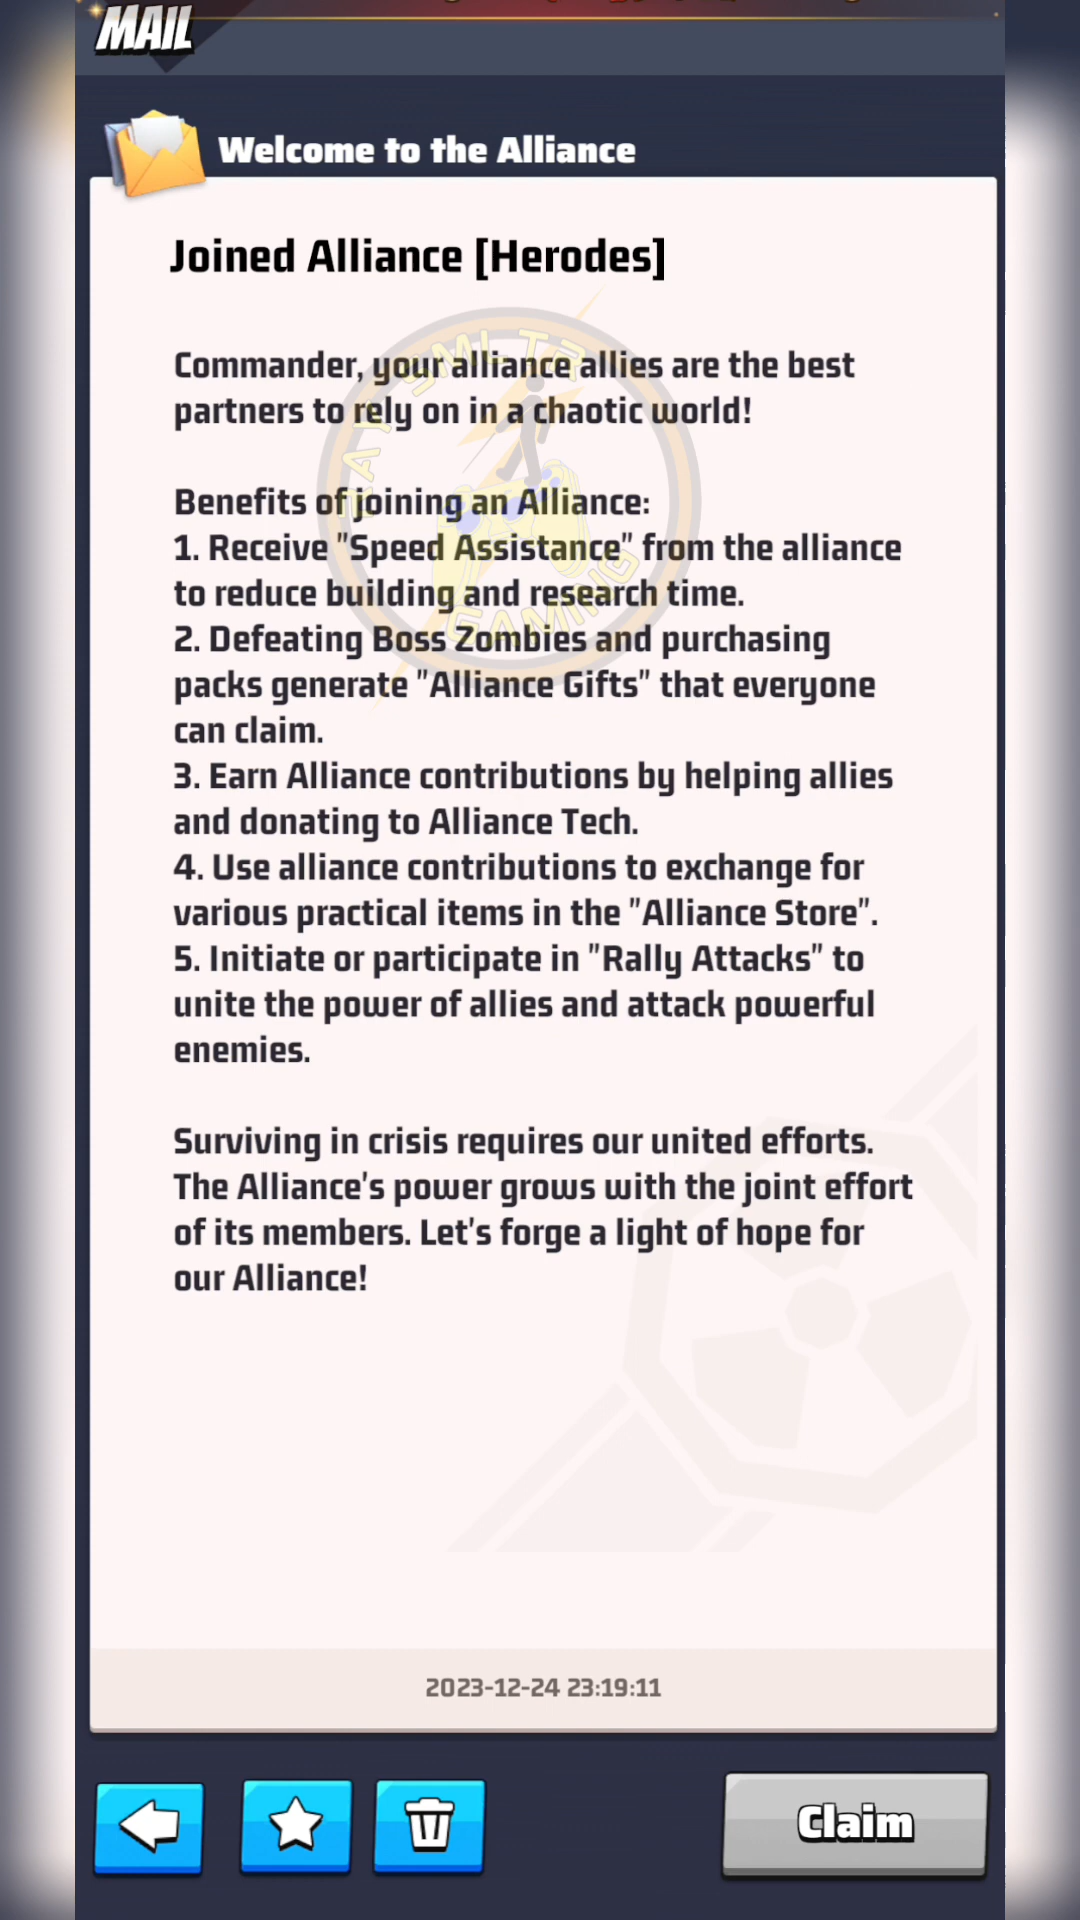 MAIL
Welcome to the Alliance
Joined Alliance [Herodes]
Commander, your alliance allies are the best
partners to rely on in a chaotic world!
Benefits of joining an Alliance:
1. Receive "Speed Assistance" from the alliance
to reduce building and research time.
2. Defeating Boss Zombies and purchasing
packs generate "Alliance Gifts" that everyone
can claim.
3. Earn Alliance contributions by helping allies
and donating to Alliance Tech.
4. Use alliance contributions to exchange for
various practical items in the "Alliance Store".
5. Initiate or participate in "Rally Attacks" to
unite the power of allies and attack powerful
enemies.
Surviving in crisis requires our united efforts.
The Alliance's power grows with the joint effort
of its members. Let's forge a light of hope for
our Alliance!
RAY SMLTR
GAMING
2023-12-24 23:19:11
Claim